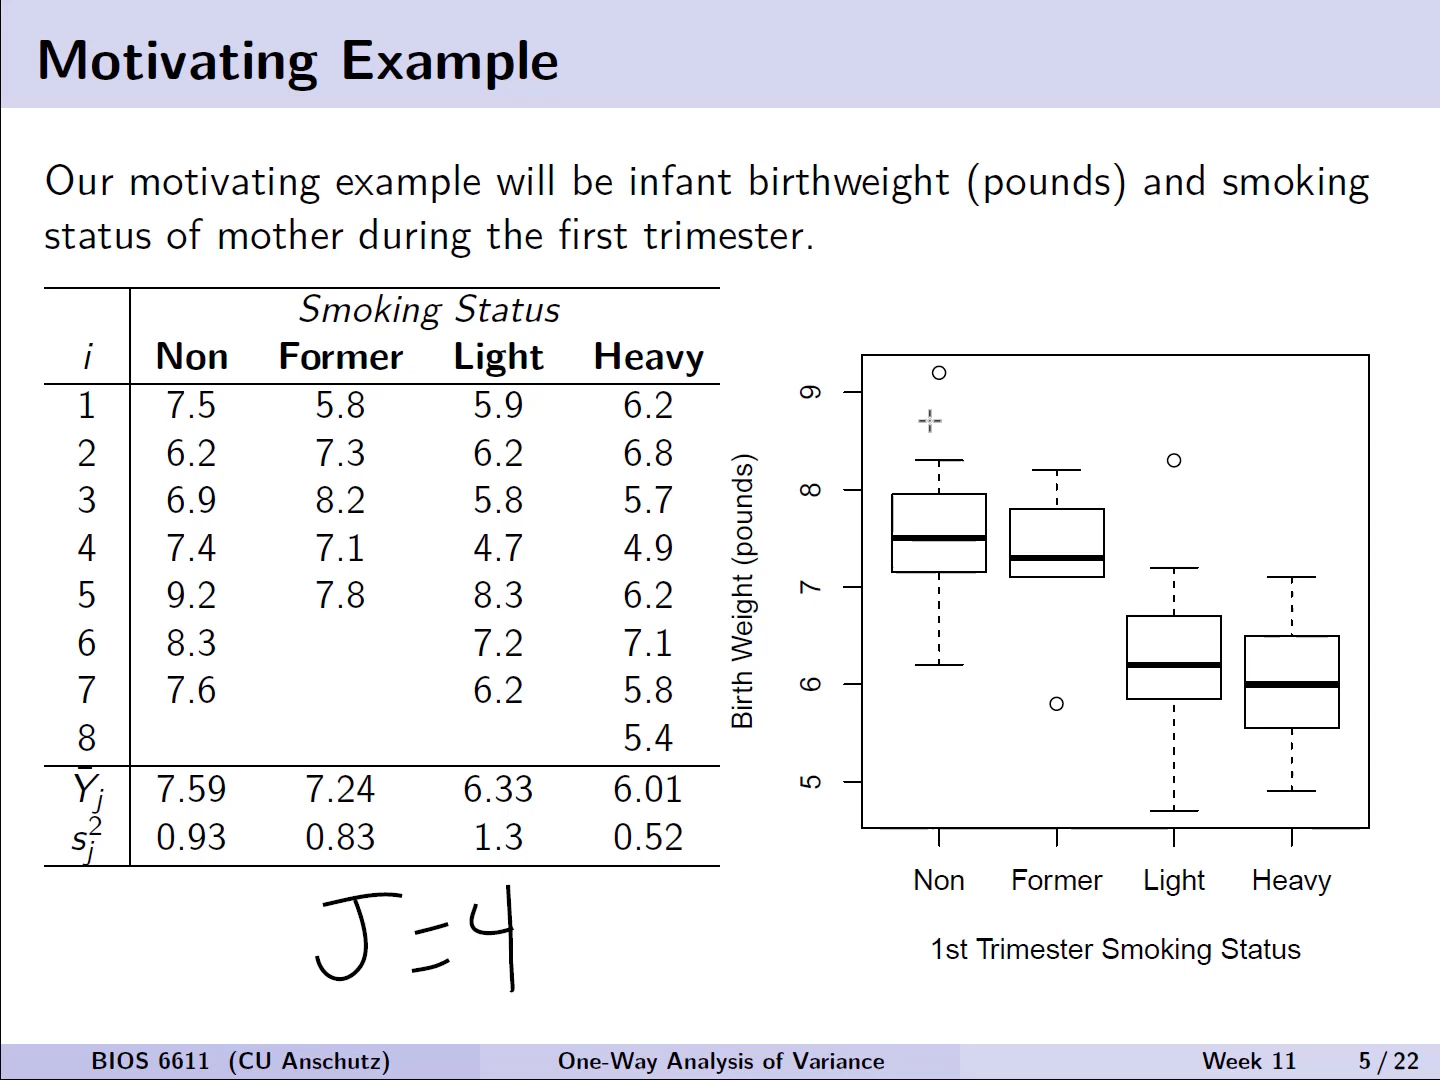 Motivating Example
Our motivating example will be infant birthweight (pounds) and smoking
status of mother during the first trimester.
Smoking Status
i Non Former Light Heavy
1 7.5 5.8 5.9 6.2
2 6.2 7.3 6.2 6.8
3 6.9 8.2 5.8 5.7
4 7.4 7.1 4.7 4.9
5 9.2 7.8 8.3 6.2
6 8.3 7.2 7.1
7 7.6 6.2 5.8
8 5.4
Ȳj 7.59 7.24 6.33 6.01
s²j 0.93 0.83 1.3 0.52
J=4
Birth Weight (pounds)
9
8
7
6
5
Non Former Light Heavy
1st Trimester Smoking Status
BIOS 6611 (CU Anschutz) One-Way Analysis of Variance Week 11 5 / 22